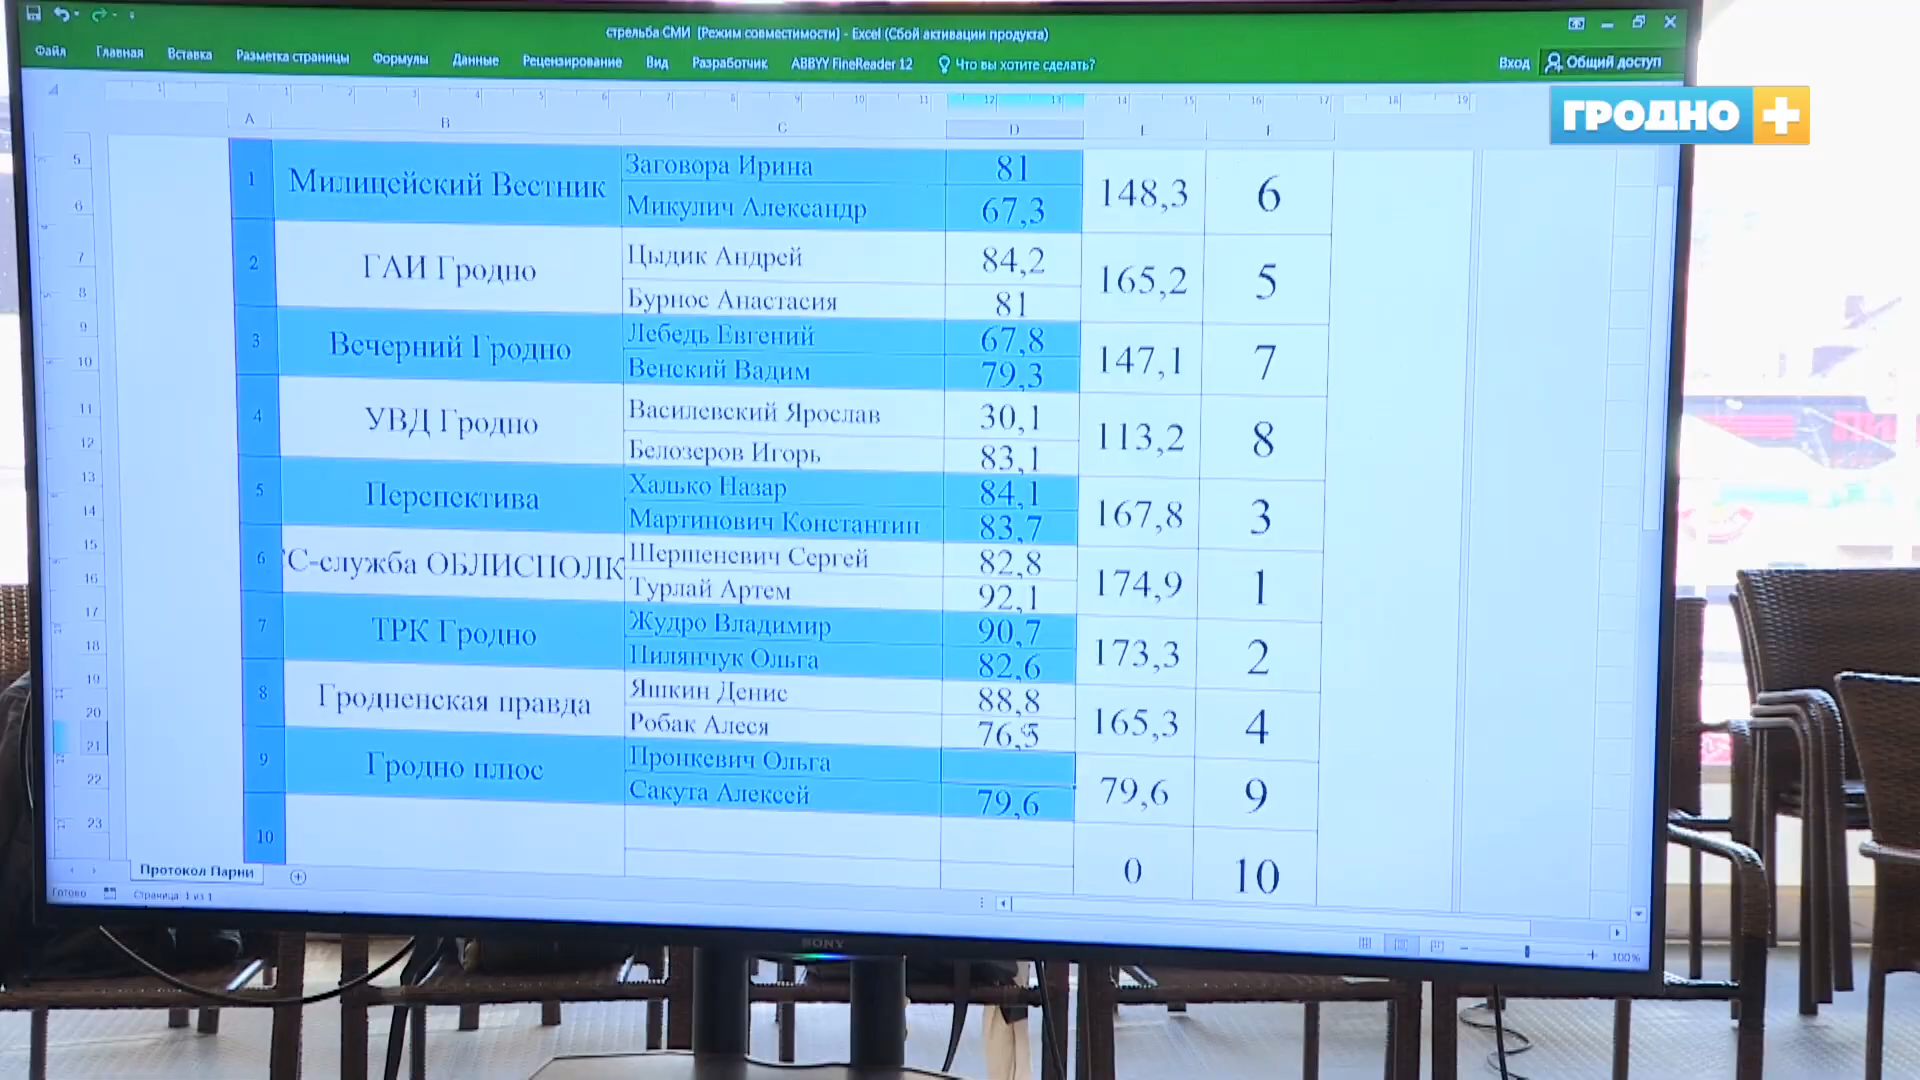 стрельба СМИ [Режим совместимости] - Excel (Сбой активации продукта)
Файл Главная Вставка Разметка страницы Формулы Данные Рецензирование Вид Разработчик ABBYY FineReader 12 Что вы хотите сделать? Вход Общий доступ
ГРОДНО +
A B C D E F
1 Милицейский Вестник Заговора Ирина 81 148,3 6
Микулич Александр 67,3
2 ГАИ Гродно Цыдик Андрей 84,2 165,2 5
Бурнос Анастасия 81
3 Вечерний Гродно Лебедь Евгений 67,8 147,1 7
Венский Вадим 79,3
4 УВД Гродно Василевский Ярослав 30,1 113,2 8
Белозеров Игорь 83,1
5 Перспектива Халько Назар 84,1 167,8 3
Мартинович Константин 83,7
6 С-служба ОБЛИСПОЛК Шершеневич Сергей 82,8 174,9 1
Турлай Артем 92,1
7 ТРК Гродно Жудро Владимир 90,7 173,3 2
Пилянчук Ольга 82,6
8 Гродненская правда Яшкин Денис 88,8 165,3 4
Робак Алеся 76,5
9 Гродно плюс Пронкевич Ольга 79,6 9
Сакута Алексей 79,6
10 0 10
Протокол Парни
Готово Страница: 1 из 1
100%
SONY